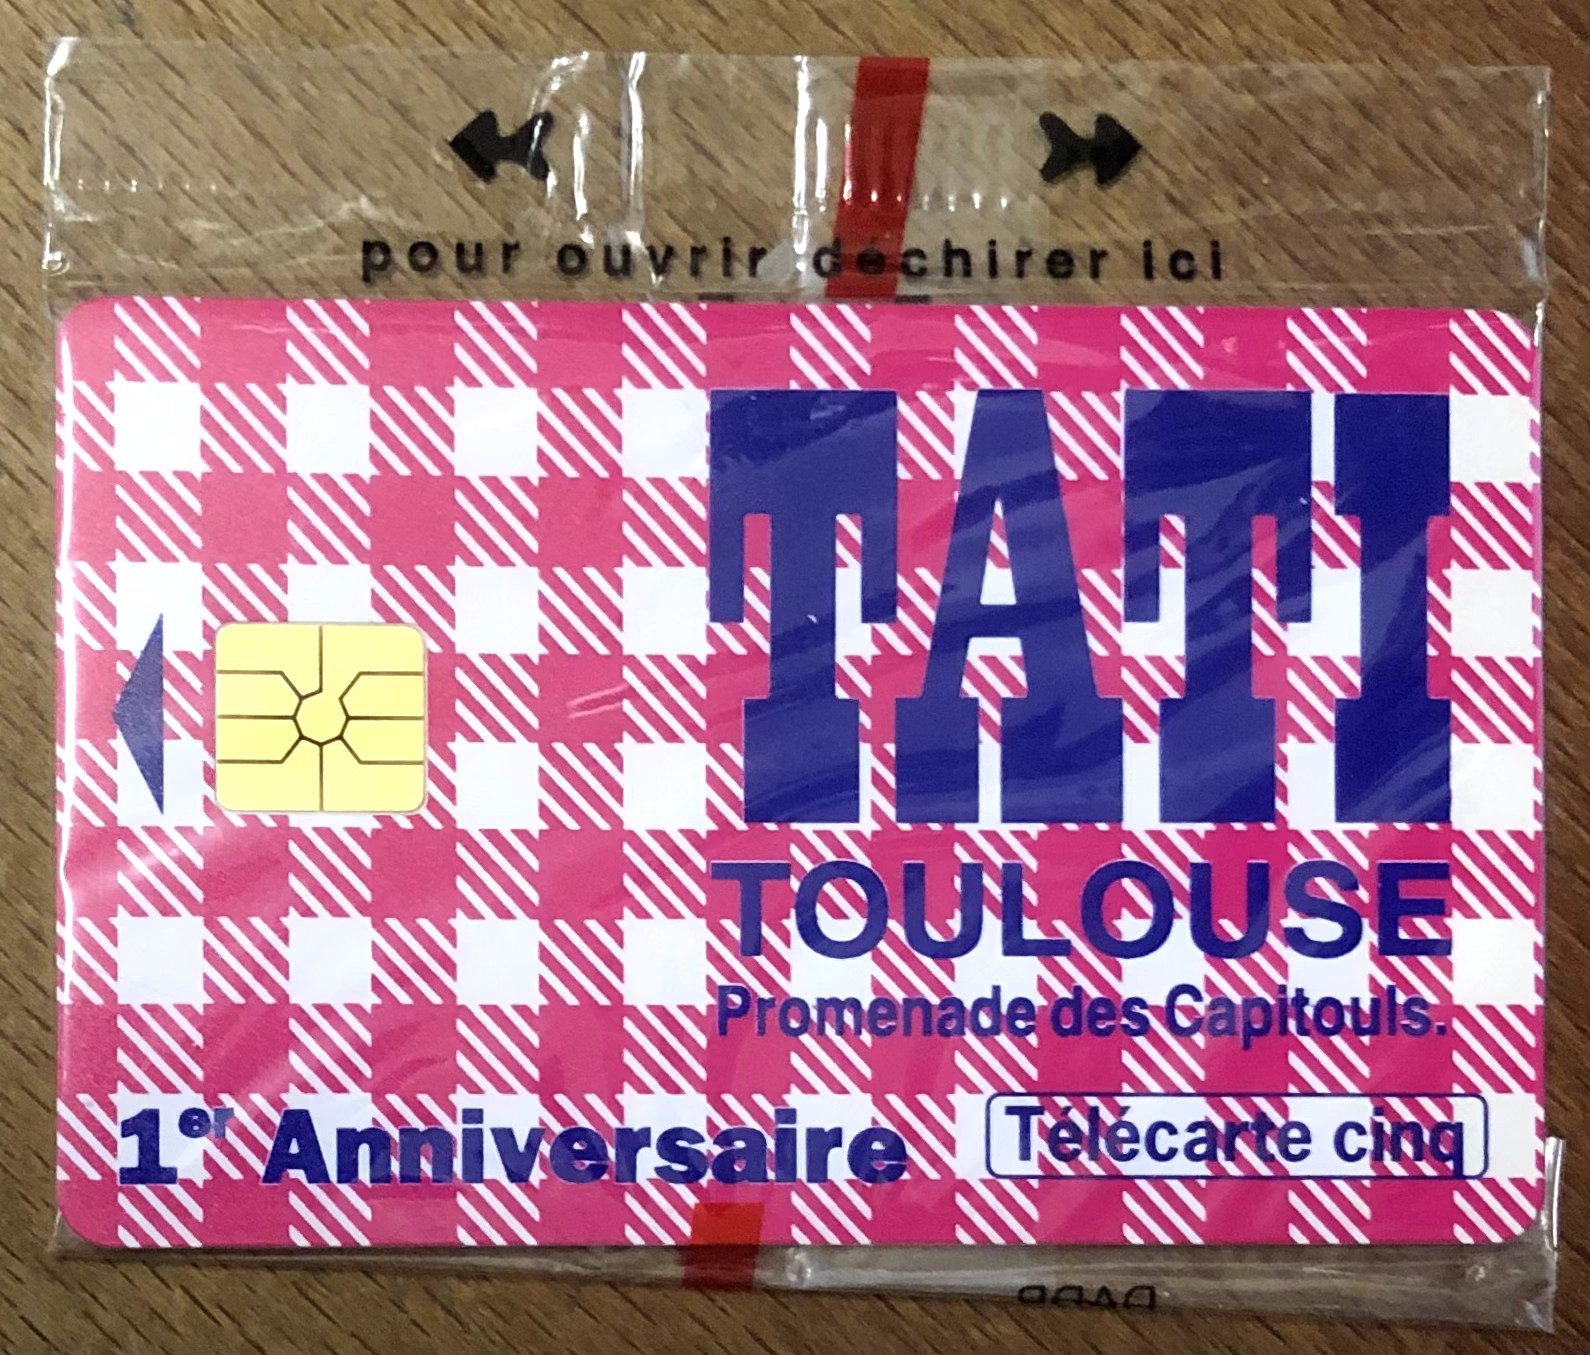 pour ouvrir déchirer ici
TATI
TOULOUSE
Promenade des Capitouls.
1er Anniversaire
Télécarte cinq